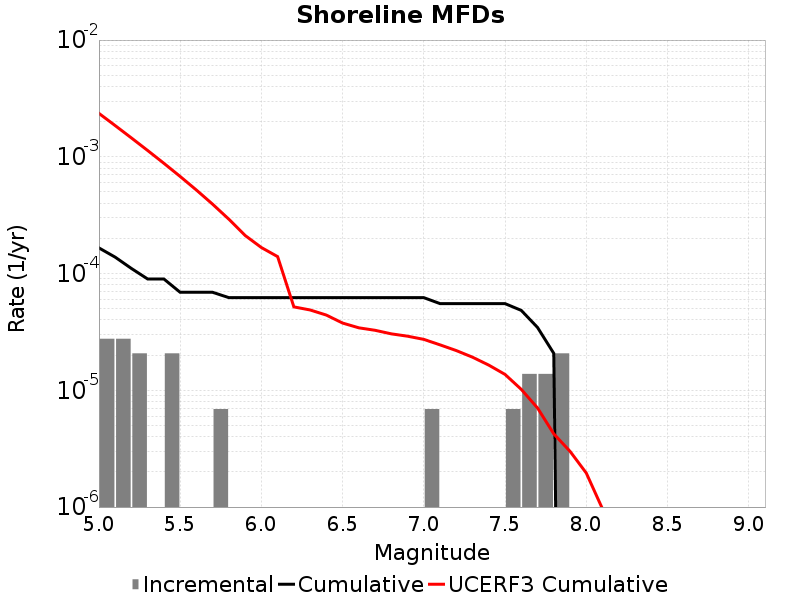 Shoreline MFDs
10-2
10-3
10-4
10-5
10-6
Rate (1/yr)
5.0 5.5 6.0 6.5 7.0 7.5 8.0 8.5 9.0
Magnitude
Incremental Cumulative UCERF3 Cumulative